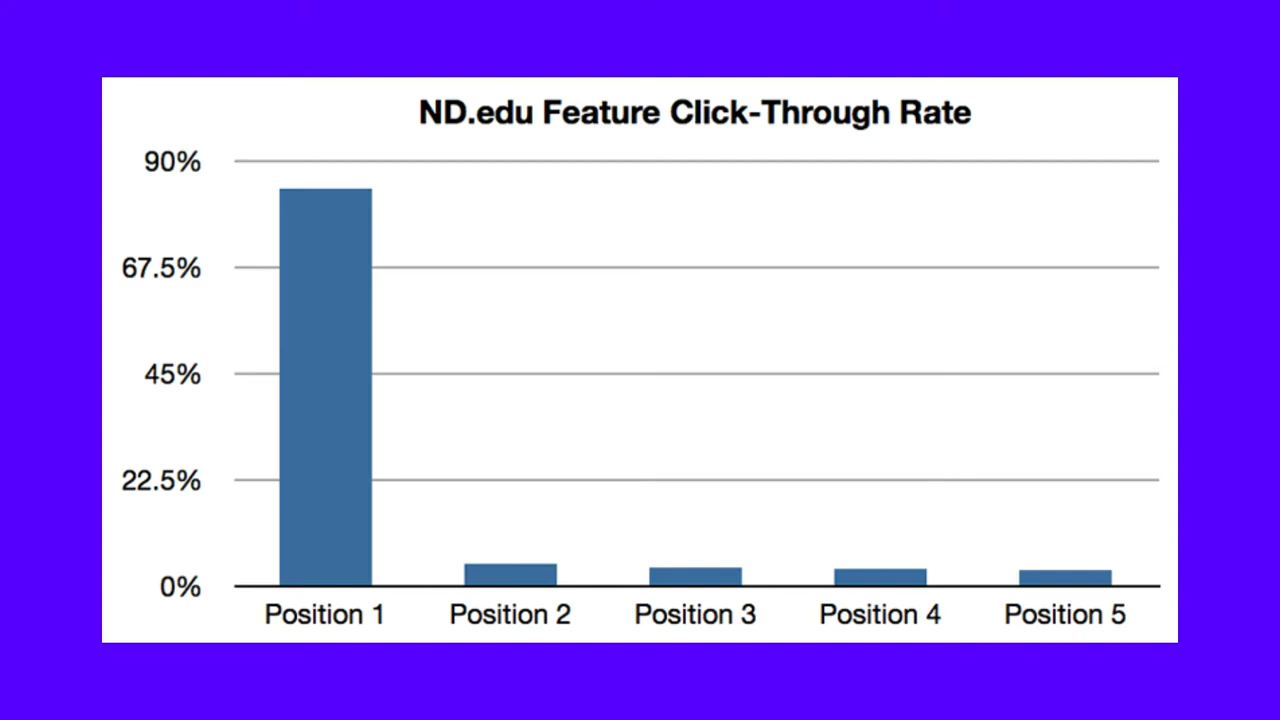 ND.edu Feature Click-Through Rate
90%
67.5%
45%
22.5%
0%
Position 1 Position 2 Position 3 Position 4 Position 5